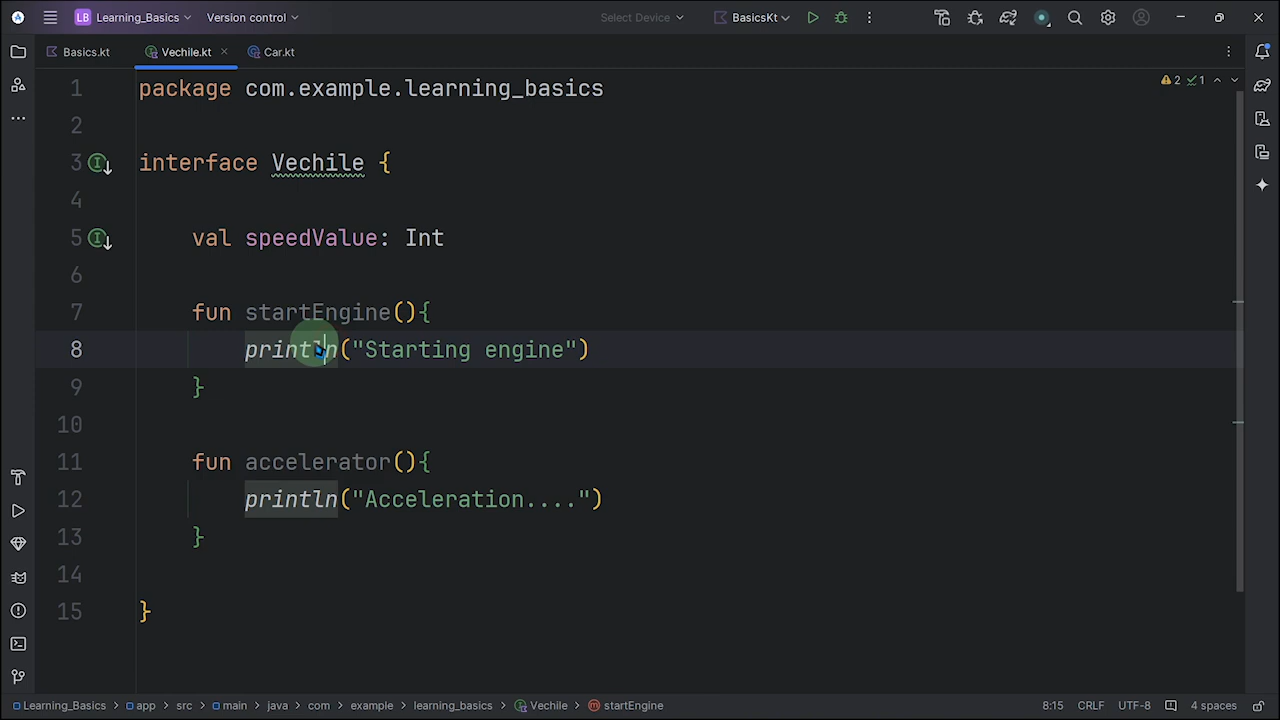 LB Learning_Basics Version control Select Device BasicsKt
Basics.kt Vechile.kt Car.kt
1 package com.example.learning_basics 2 1
2
3 interface Vechile {
4
5 val speedValue: Int
6
7 fun startEngine(){
8 println("Starting engine")
9 }
10
11 fun accelerator(){
12 println("Acceleration....")
13 }
14
15 }
Learning_Basics > app > src > main > java > com > example > learning_basics > Vechile > startEngine 8:15 CRLF UTF-8 4 spaces